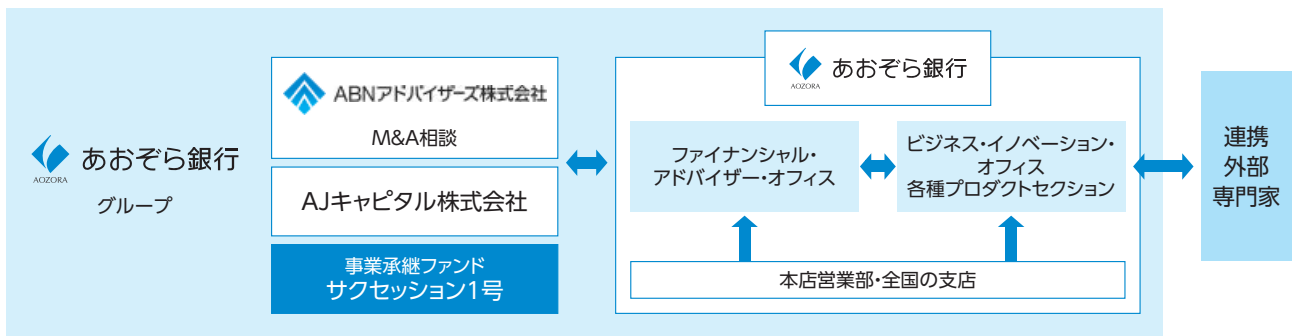 AOZORA
あおぞら銀行
グループ
ABNアドバイザーズ株式会社
M&A相談
AJキャピタル株式会社
事業承継ファンド
サクセッション1号
AOZORA
あおぞら銀行
ファイナンシャル・
アドバイザー・オフィス
ビジネス・イノベーション・
オフィス
各種プロダクトセクション
本店営業部・全国の支店
連携
外部
専門家